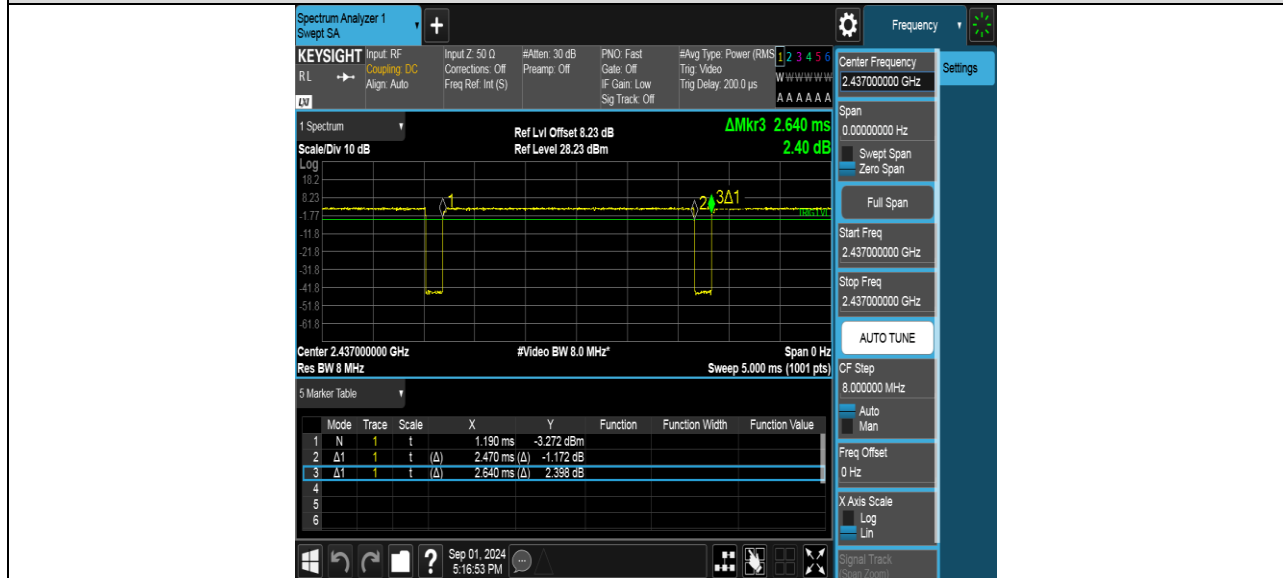 Spectrum Analyzer 1
Swept SA
Frequency
KEYSIGHT
RL
LXI
Input: RF
Coupling: DC
Align: Auto
Input Z: 50 Ω
Corrections: Off
Freq Ref: Int (S)
#Atten: 30 dB
Preamp: Off
PNO: Fast
Gate: Off
IF Gain: Low
Sig Track: Off
#Avg Type: Power (RMS
Trig: Video
Trig Delay: 200.0 µs
1 2 3 4 5 6
W W W W W W
A A A A A A
1 Spectrum
Scale/Div 10 dB
Ref Lvl Offset 8.23 dB
Ref Level 28.23 dBm
ΔMkr3 2.640 ms
2.40 dB
Log
18.2
8.23
-1.77
-11.8
-21.8
-31.8
-41.8
-51.8
-61.8
1
2
3Δ1
TRIG LVL
Center 2.437000000 GHz
Res BW 8 MHz
#Video BW 8.0 MHz*
Span 0 Hz
Sweep 5.000 ms (1001 pts)
5 Marker Table
Mode Trace Scale X Y Function Function Width Function Value
1 N 1 t 1.190 ms -3.272 dBm
2 Δ1 1 t (Δ) 2.470 ms (Δ) -1.172 dB
3 Δ1 1 t (Δ) 2.640 ms (Δ) 2.398 dB
4
5
6
Sep 01, 2024
5:16:53 PM
Center Frequency
2.437000000 GHz
Span
0.00000000 Hz
Swept Span
Zero Span
Full Span
Start Freq
2.437000000 GHz
Stop Freq
2.437000000 GHz
AUTO TUNE
CF Step
8.000000 MHz
Auto
Man
Freq Offset
0 Hz
X Axis Scale
Log
Lin
Signal Track
(Span Zoom)
Settings